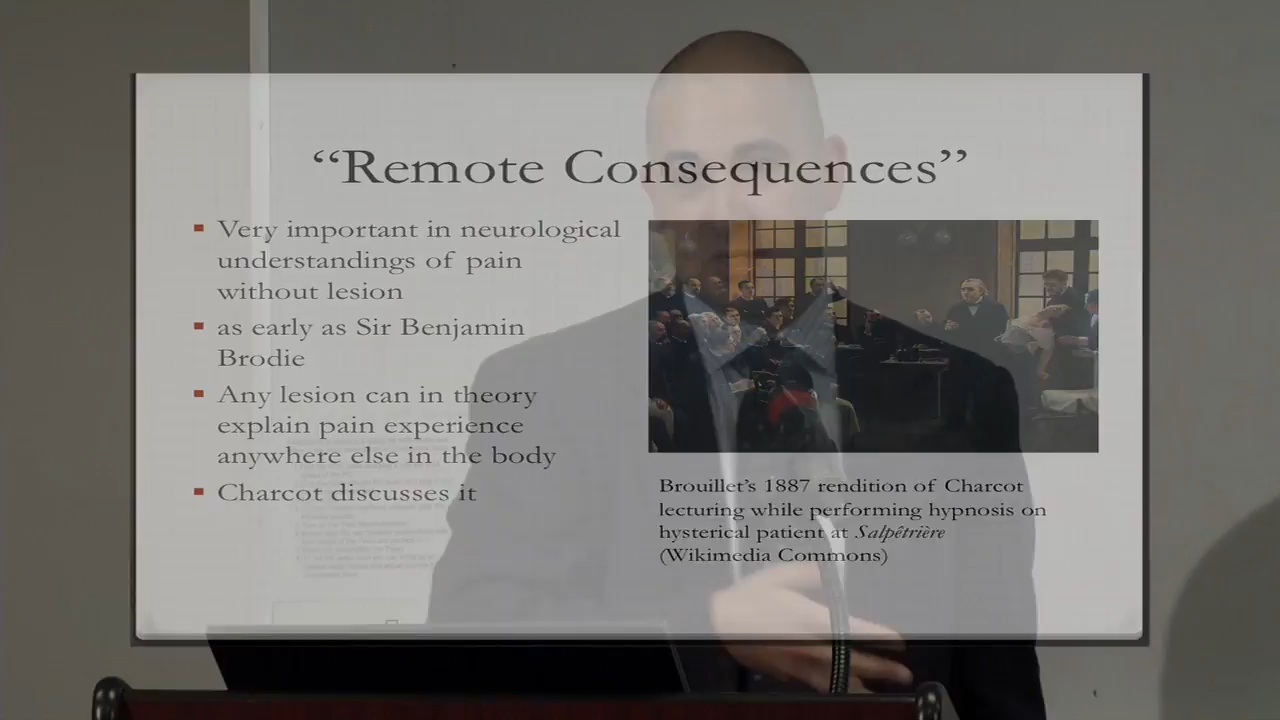 “Remote Consequences”
Very important in neurological
understandings of pain
without lesion
as early as Sir Benjamin
Brodie
Any lesion can in theory
explain pain experience
anywhere else in the body
Charcot discusses it
Brouillet’s 1887 rendition of Charcot
lecturing while performing hypnosis on
hysterical patient at Salpêtrière
(Wikimedia Commons)